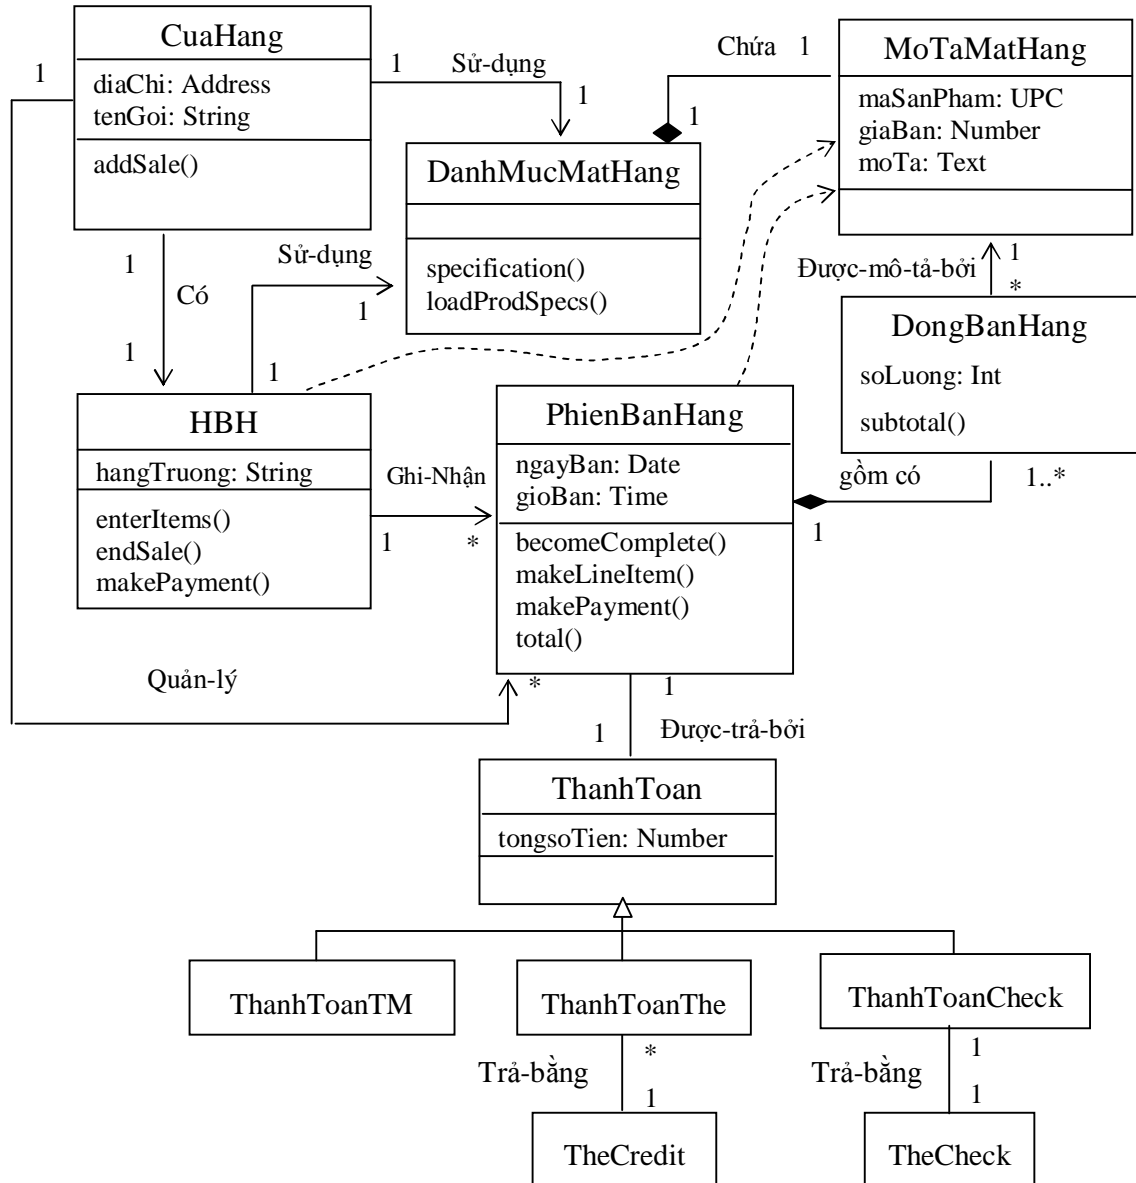 CuaHang
diaChi: Address
tenGoi: String
addSale()
1
1
Sử-dụng
1
Chứa
1
1
MoTaMatHang
maSanPham: UPC
giaBan: Number
moTa: Text
DanhMucMatHang
specification()
loadProdSpecs()
1
Có
1
Sử-dụng
1
1
Được-mô-tả-bởi
1
*
DongBanHang
soLuong: Int
subtotal()
HBH
hangTruong: String
enterItems()
endSale()
makePayment()
Ghi-Nhận
1
*
PhienBanHang
ngayBan: Date
gioBan: Time
becomeComplete()
makeLineItem()
makePayment()
total()
gồm có
1
1..*
Quản-lý
*
1
1
Được-trả-bởi
ThanhToan
tongsoTien: Number
ThanhToanTM
ThanhToanThe
ThanhToanCheck
Trả-bằng
*
1
Trả-bằng
1
1
TheCredit
TheCheck